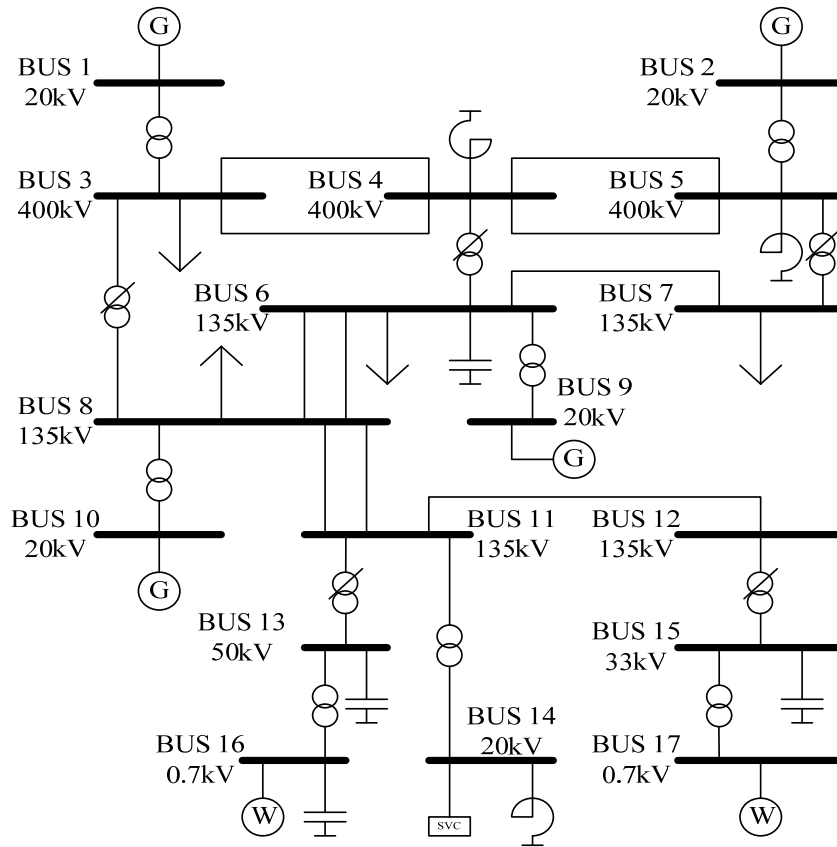 G
G
BUS 1
20kV
BUS 2
20kV
BUS 3
400kV
BUS 4
400kV
BUS 5
400kV
BUS 6
135kV
BUS 7
135kV
BUS 8
135kV
BUS 9
20kV
G
BUS 10
20kV
BUS 11
135kV
BUS 12
135kV
G
BUS 13
50kV
BUS 15
33kV
BUS 14
20kV
BUS 16
0.7kV
BUS 17
0.7kV
W
SVC
W